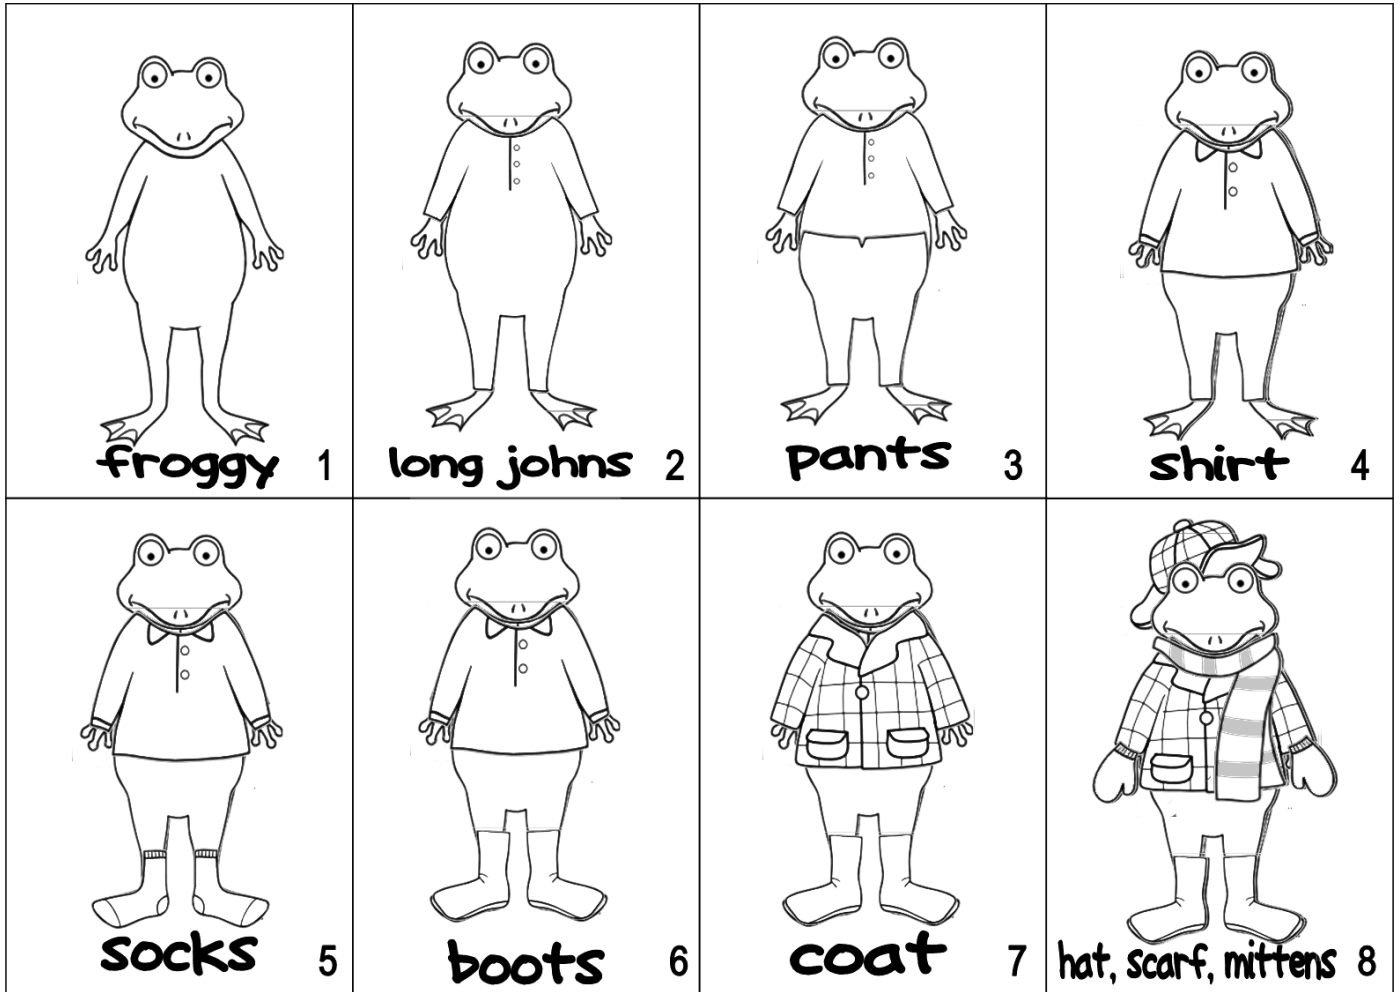 froggy 1
long johns 2
pants 3
shirt 4
socks 5
boots 6
coat 7
hat, scarf, mittens 8